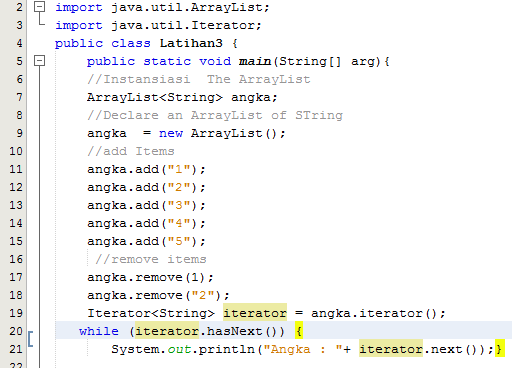 2 import java.util.ArrayList;
3 import java.util.Iterator;
4 public class Latihan3 {
5 public static void main(String[] arg){
6 //Instansiasi  The ArrayList
7 ArrayList<String> angka;
8 //Declare an ArrayList of STring
9 angka  = new ArrayList();
10 //add Items
11 angka.add("1");
12 angka.add("2");
13 angka.add("3");
14 angka.add("4");
15 angka.add("5");
16 //remove items
17 angka.remove(1);
18 angka.remove("2");
19 Iterator<String> iterator = angka.iterator();
20 while (iterator.hasNext()) {
21 System.out.println("Angka : "+ iterator.next());}
22